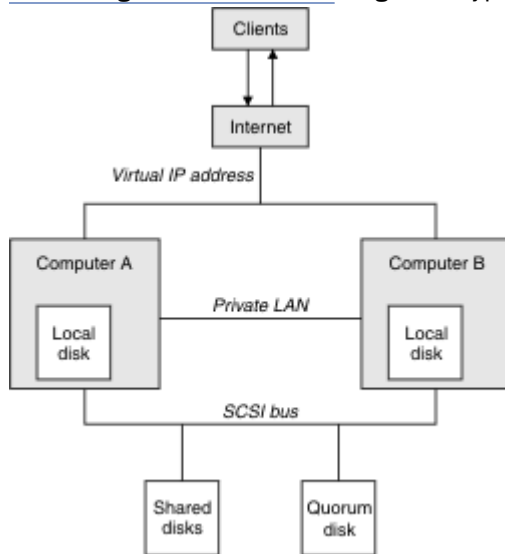 Clients
Internet
Virtual IP address
Computer A
Computer B
Private LAN
Local
disk
Local
disk
SCSI bus
Shared
disks
Quorum
disk